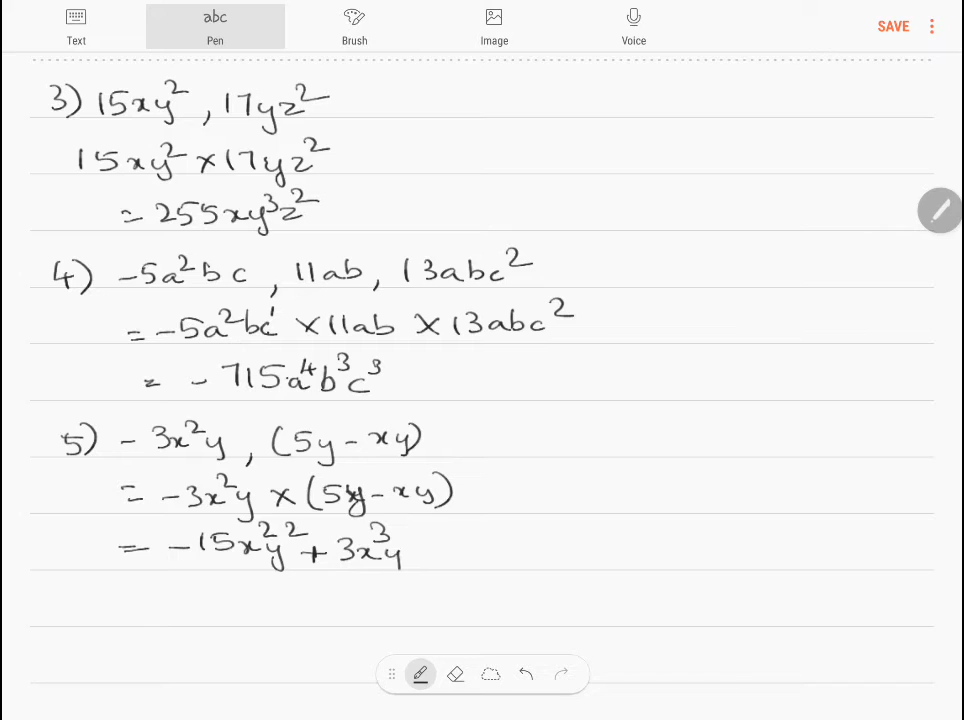 Text abc Pen Brush Image Voice SAVE
3) 15xy², 17yz²
15xy² × 17yz²
= 255xy³z²
4) -5a²bc, 11ab, 13abc²
= -5a²bc¹ × 11ab × 13abc²
= -715a⁴b³c³
5) -3x²y, (5y - xy)
= -3x²y × (5y - xy)
= -15x²y² + 3x³y